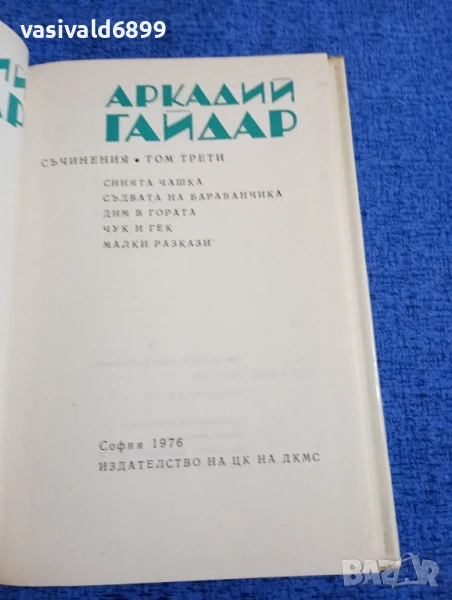 vasivald6899
АРКАДИЙ
ГАЙДАР
СЪЧИНЕНИЯ • ТОМ ТРЕТИ
СИНЯТА ЧАШКА
СЪДБАТА НА БАРАБАНЧИКА
ДИМ В ГОРАТА
ЧУК И ГЕК
МАЛКИ РАЗКАЗИ
София 1976
ИЗДАТЕЛСТВО НА ЦК НА ДКМС
bazar